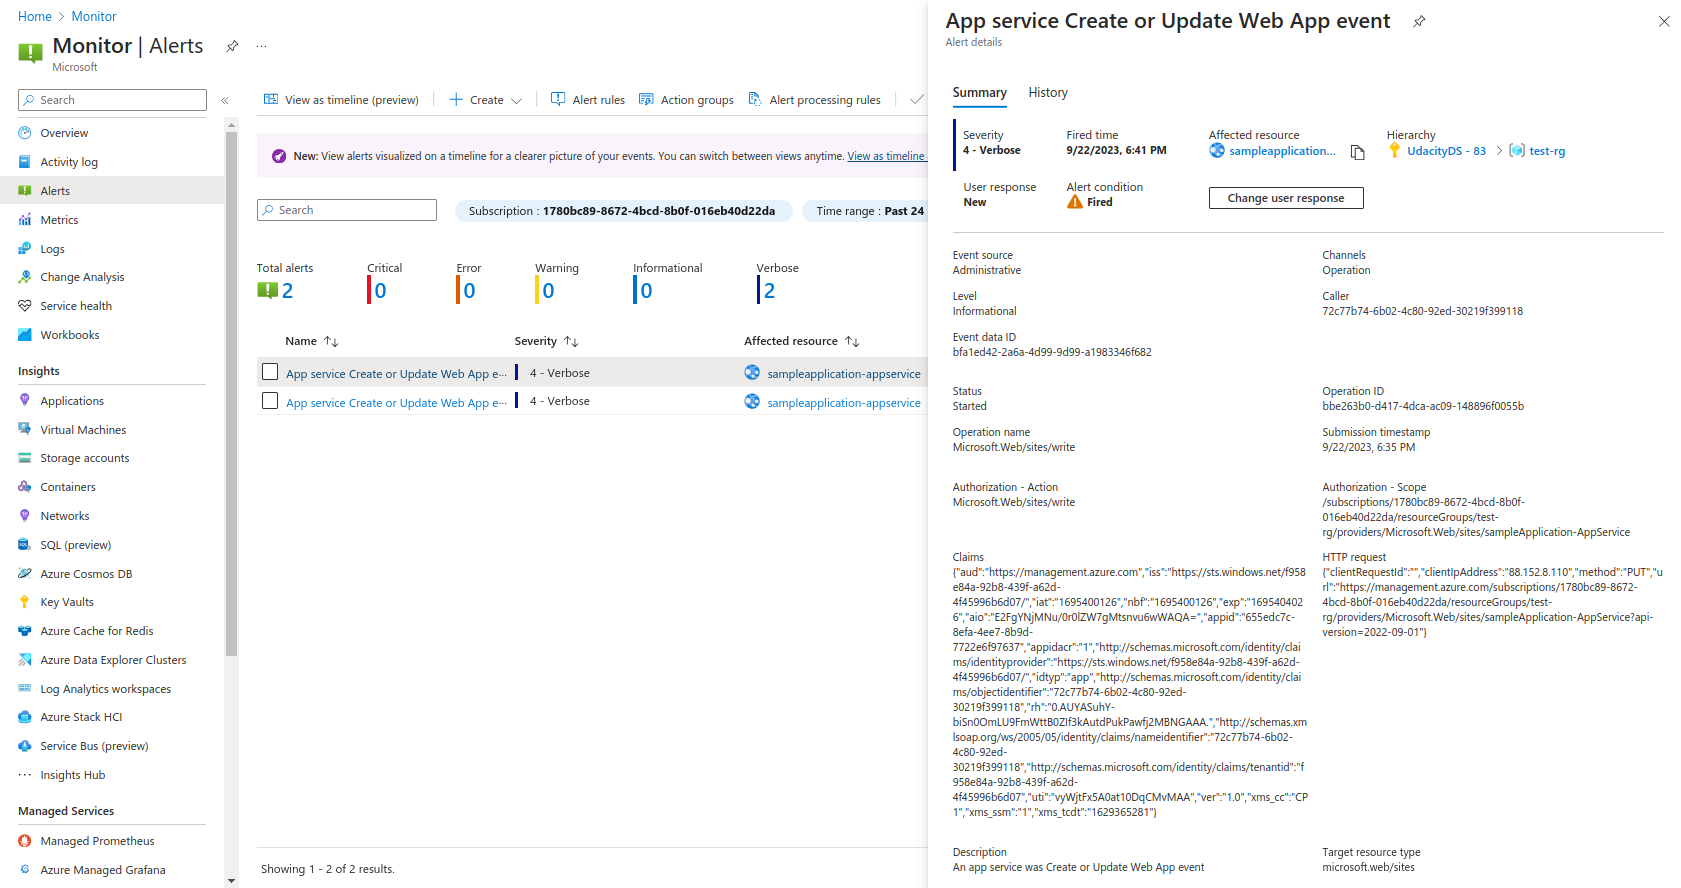 Home > Monitor
Monitor | Alerts
Microsoft
Search
Overview
Activity log
Alerts
Metrics
Logs
Change Analysis
Service health
Workbooks
Insights
Applications
Virtual Machines
Storage accounts
Containers
Networks
SQL (preview)
Azure Cosmos DB
Key Vaults
Azure Cache for Redis
Azure Data Explorer Clusters
Log Analytics workspaces
Azure Stack HCI
Service Bus (preview)
Insights Hub
Managed Services
Managed Prometheus
Azure Managed Grafana
View as timeline (preview)
Create
Alert rules
Action groups
Alert processing rules
New: View alerts visualized on a timeline for a clearer picture of your events. You can switch between views anytime. View as timeline
Search
Subscription : 1780bc89-8672-4bcd-8b0f-016eb40d22da
Time range : Past 24
Total alerts
2
Critical
0
Error
0
Warning
0
Informational
0
Verbose
2
Name
Severity
Affected resource
App service Create or Update Web App e... 4 - Verbose sampleapplication-appservice
App service Create or Update Web App e... 4 - Verbose sampleapplication-appservice
Showing 1 - 2 of 2 results.
App service Create or Update Web App event
Alert details
Summary
History
Severity
4 - Verbose
Fired time
9/22/2023, 6:41 PM
Affected resource
sampleapplication...
Hierarchy
UdacityDS - 83 > test-rg
User response
New
Alert condition
Fired
Change user response
Event source
Administrative
Channels
Operation
Level
Informational
Caller
72c77b74-6b02-4c80-92ed-30219f399118
Event data ID
bfa1ed42-2a6a-4d99-9d99-a1983346f682
Status
Started
Operation ID
bbe263b0-d417-4dca-ac09-148896f0055b
Operation name
Microsoft.Web/sites/write
Submission timestamp
9/22/2023, 6:35 PM
Authorization - Action
Microsoft.Web/sites/write
Authorization - Scope
/subscriptions/1780bc89-8672-4bcd-8b0f-
016eb40d22da/resourceGroups/test-
rg/providers/Microsoft.Web/sites/sampleApplication-AppService
Claims
{"aud":"https://management.azure.com","iss":"https://sts.windows.net/f958
e84a-92b8-439f-a62d-
4f45996b6d07/","iat":"1695400126","nbf":"1695400126","exp":"169540402
6","aio":"E2FgYNjMNu/0r0lZW7gMtsnvu6wWAQA=","appid":"655edc7c-
8efa-4ee7-8b9d-
7722e6f97637","appidacr":"1","http://schemas.microsoft.com/identity/clai
ms/identityprovider":"https://sts.windows.net/f958e84a-92b8-439f-a62d-
4f45996b6d07/","idtyp":"app","http://schemas.microsoft.com/identity/clai
ms/objectidentifier":"72c77b74-6b02-4c80-92ed-
30219f399118","rh":"0.AUYASuhY-
biSn0OmLU9FmWttB0ZIf3kAutdPukPawfj2MBNGAAA.","http://schemas.xm
lsoap.org/ws/2005/05/identity/claims/nameidentifier":"72c77b74-6b02-
4c80-92ed-
30219f399118","http://schemas.microsoft.com/identity/claims/tenantid":"f
958e84a-92b8-439f-a62d-
4f45996b6d07","uti":"vyWjtFx5A0at10DqCMvMAA","ver":"1.0","xms_cc":"CP
1","xms_ssm":"1","xms_tcdt":"1629365281"}
HTTP request
{"clientRequestId":"","clientIpAddress":"88.152.8.110","method":"PUT","u
rl":"https://management.azure.com/subscriptions/1780bc89-8672-
4bcd-8b0f-016eb40d22da/resourceGroups/test-
rg/providers/Microsoft.Web/sites/sampleApplication-AppService?api-
version=2022-09-01"}
Description
An app service was Create or Update Web App event
Target resource type
microsoft.web/sites